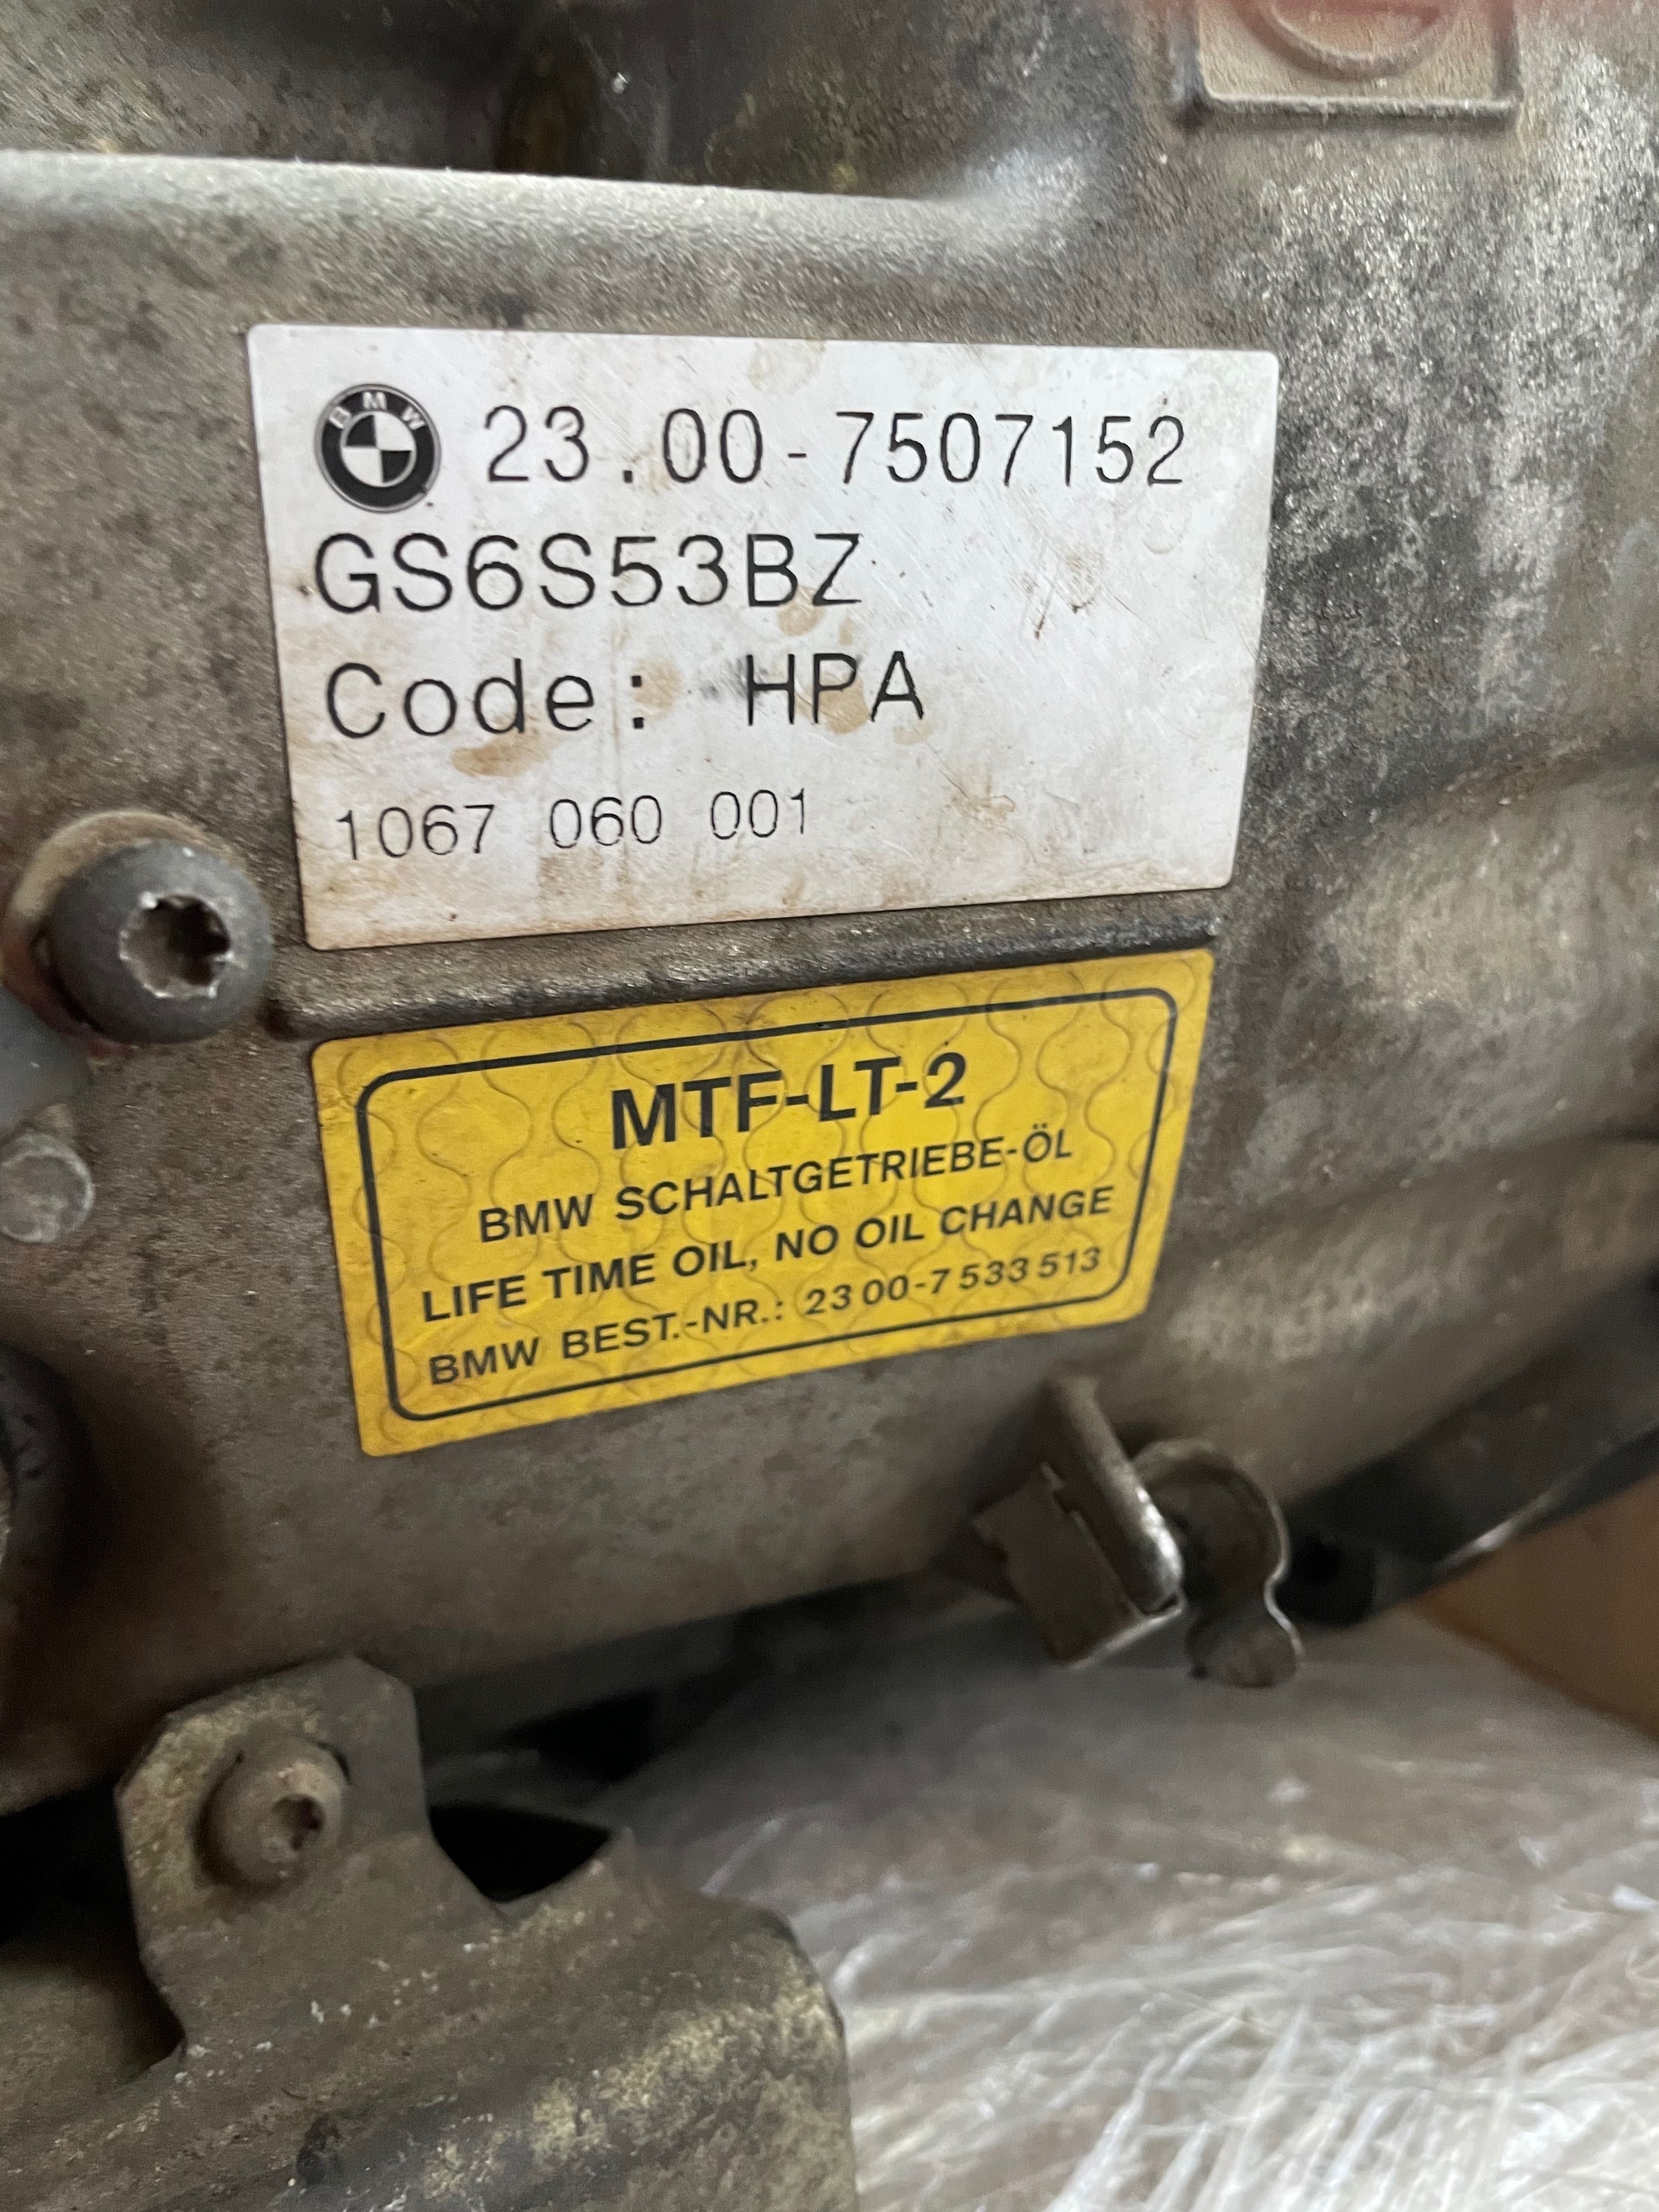 BMW 23.00-7507152
GS6S53BZ
Code: HPA
1067 060 001
MTF-LT-2
BMW SCHALTGETRIEBE-ÖL
LIFE TIME OIL, NO OIL CHANGE
BMW BEST.-NR.: 23 00-7 533 513